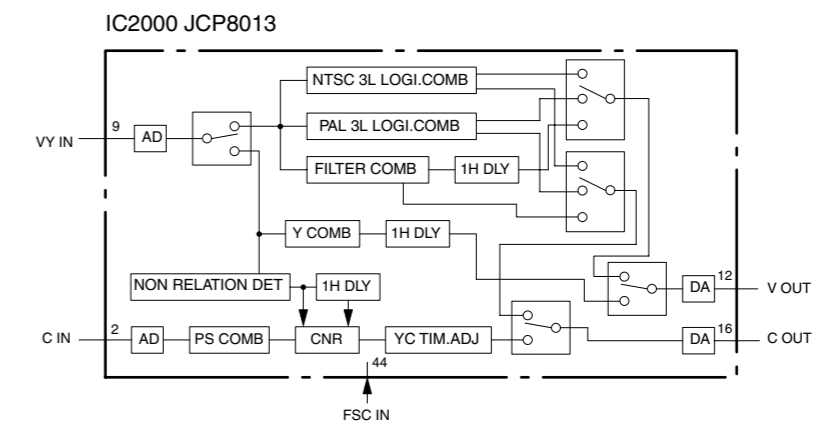 IC2000 JCP8013
NTSC 3L LOGI.COMB
9
VY IN
AD
PAL 3L LOGI.COMB
FILTER COMB
1H DLY
Y COMB
1H DLY
NON RELATION DET
1H DLY
DA
12
V OUT
2
C IN
AD
PS COMB
CNR
YC TIM.ADJ
DA
16
C OUT
44
FSC IN